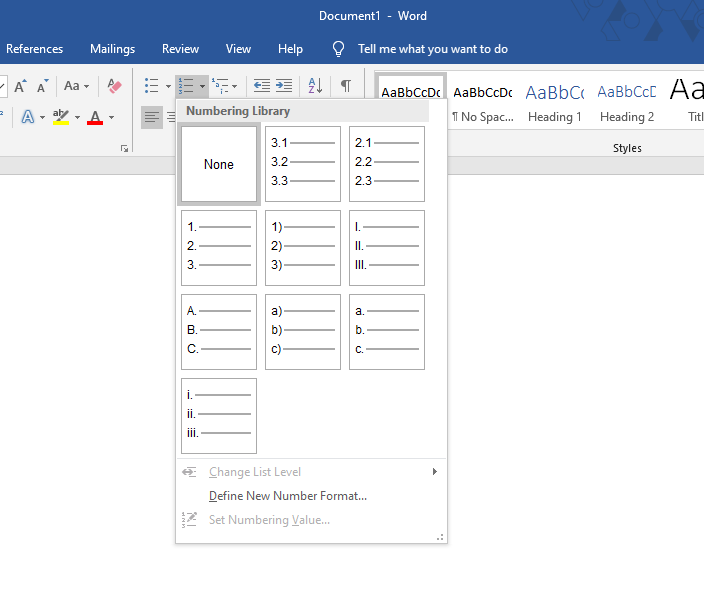 Document1 - Word
References Mailings Review View Help Tell me what you want to do
Aa
A
Z
¶
AaBbCcDc AaBbCcDc AaBbCc AaBbCcD Aa
A ab A
¶ No Spac... Heading 1 Heading 2 Titl
Styles
Numbering Library
None
3.1
3.2
3.3
2.1
2.2
2.3
1.
2.
3.
1)
2)
3)
I.
II.
III.
A.
B.
C.
a)
b)
c)
a.
b.
c.
i.
ii.
iii.
Change List Level
Define New Number Format...
Set Numbering Value...